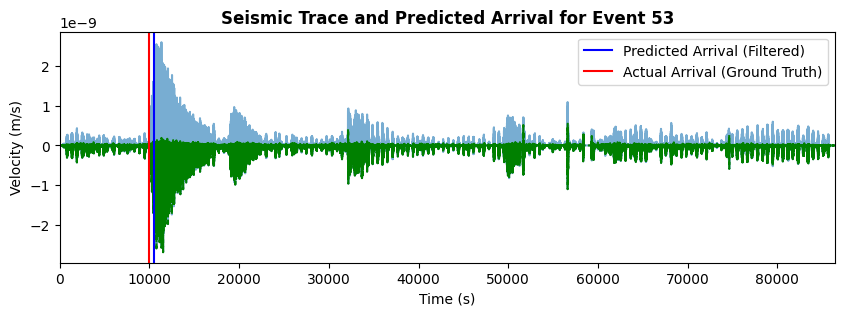 Seismic Trace and Predicted Arrival for Event 53
1e−9
Predicted Arrival (Filtered)
Actual Arrival (Ground Truth)
2
1
0
−1
−2
Velocity (m/s)
0 10000 20000 30000 40000 50000 60000 70000 80000
Time (s)